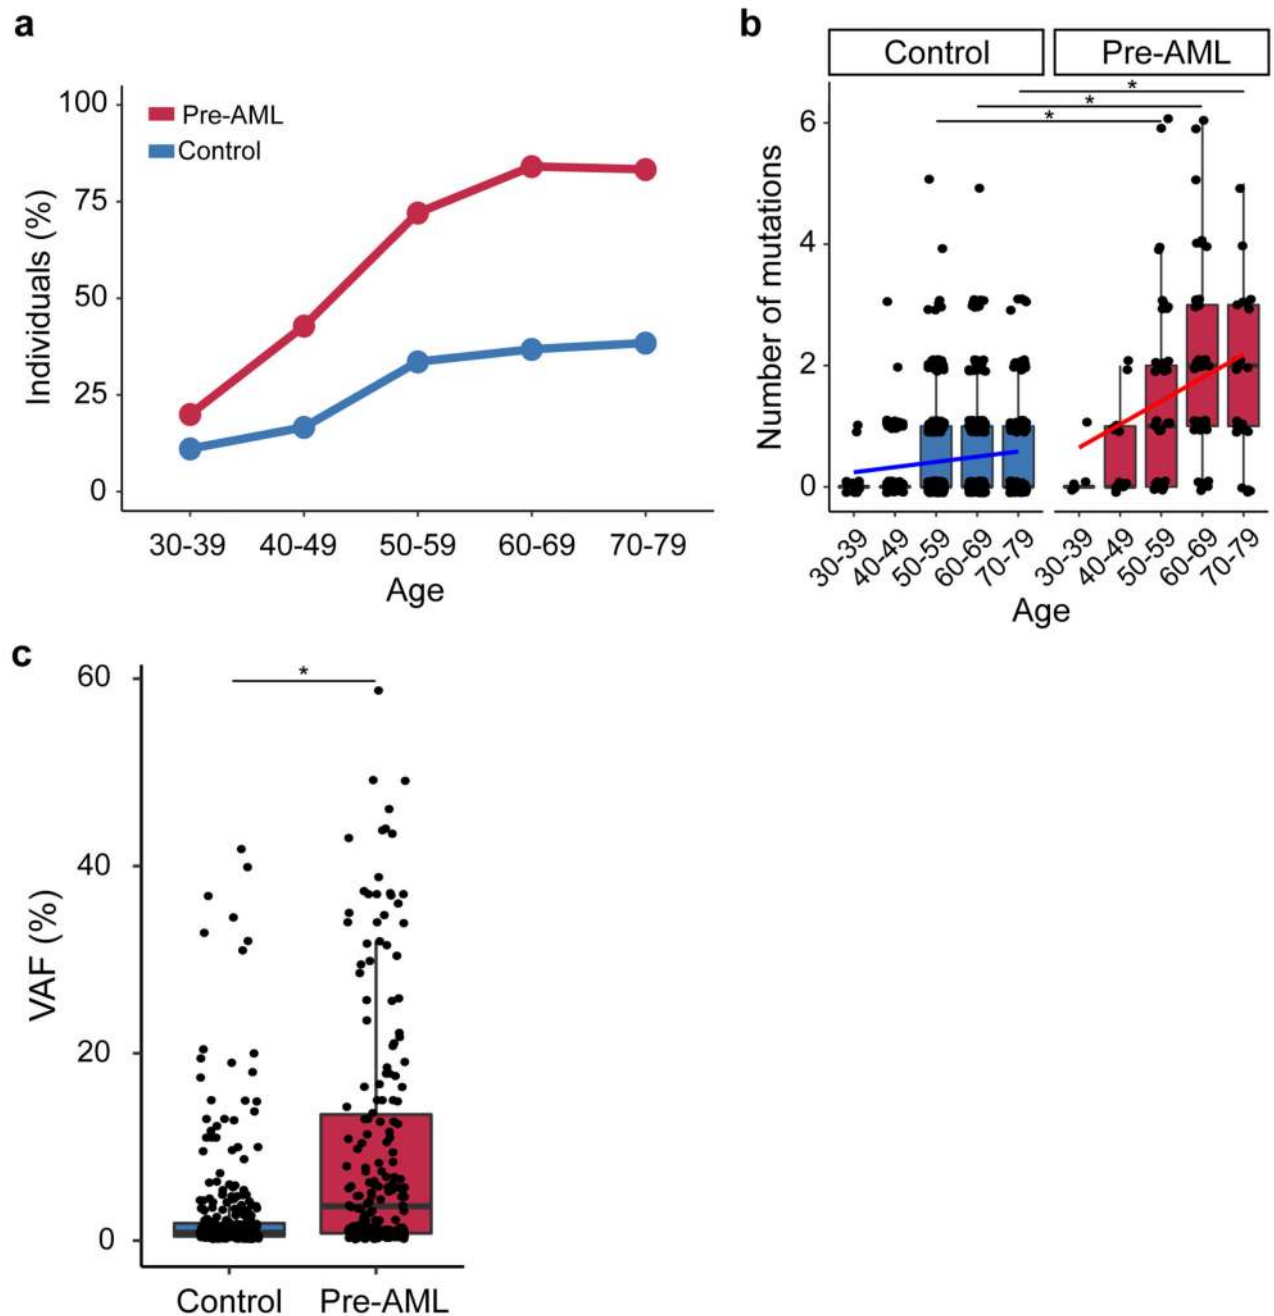 a
100
75
50
25
0
Individuals (%)
Pre-AML
Control
30-39
40-49
50-59
60-69
70-79
Age
b
Control
Pre-AML
*
*
*
6
4
2
0
Number of mutations
30-39
40-49
50-59
60-69
70-79
30-39
40-49
50-59
60-69
70-79
Age
c
*
60
40
20
0
VAF (%)
Control
Pre-AML